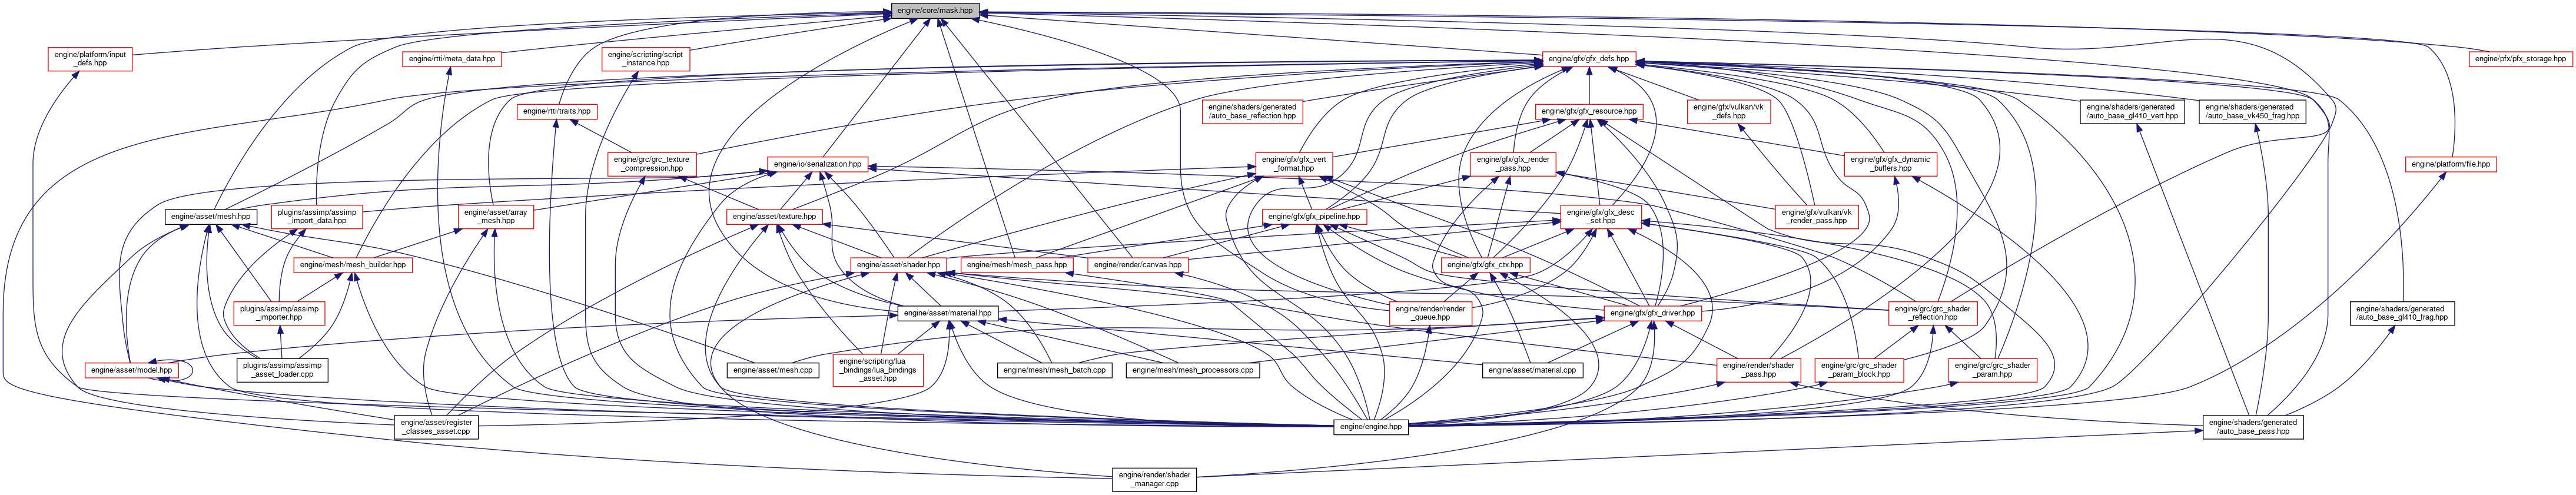 engine/core/mask.hpp
engine/platform/input
_defs.hpp
engine/rtti/meta_data.hpp
engine/scripting/script
_instance.hpp
engine/gfx/gfx_defs.hpp
engine/pfx/pfx_storage.hpp
engine/rtti/traits.hpp
engine/shaders/generated
/auto_base_reflection.hpp
engine/gfx/gfx_resource.hpp
engine/gfx/vulkan/vk
_defs.hpp
engine/shaders/generated
/auto_base_gl410_vert.hpp
engine/shaders/generated
/auto_base_vk450_frag.hpp
engine/grc/grc_texture
_compression.hpp
engine/io/serialization.hpp
engine/gfx/gfx_vert
_format.hpp
engine/gfx/gfx_render
_pass.hpp
engine/gfx/gfx_dynamic
_buffers.hpp
engine/platform/file.hpp
engine/asset/mesh.hpp
plugins/assimp/assimp
_import_data.hpp
engine/asset/array
_mesh.hpp
engine/asset/texture.hpp
engine/gfx/gfx_pipeline.hpp
engine/gfx/gfx_desc
_set.hpp
engine/gfx/vulkan/vk
_render_pass.hpp
engine/mesh/mesh_builder.hpp
engine/asset/shader.hpp
engine/mesh/mesh_pass.hpp
engine/render/canvas.hpp
engine/gfx/gfx_ctx.hpp
plugins/assimp/assimp
_importer.hpp
engine/asset/material.hpp
engine/render/render
_queue.hpp
engine/gfx/gfx_driver.hpp
engine/grc/grc_shader
_reflection.hpp
engine/shaders/generated
/auto_base_gl410_frag.hpp
engine/asset/model.hpp
plugins/assimp/assimp
_asset_loader.cpp
engine/asset/mesh.cpp
engine/scripting/lua
_bindings/lua_bindings
_asset.hpp
engine/mesh/mesh_batch.cpp
engine/mesh/mesh_processors.cpp
engine/asset/material.cpp
engine/render/shader
_pass.hpp
engine/grc/grc_shader
_param_block.hpp
engine/grc/grc_shader
_param.hpp
engine/asset/register
_classes_asset.cpp
engine/engine.hpp
engine/shaders/generated
/auto_base_pass.hpp
engine/render/shader
_manager.cpp